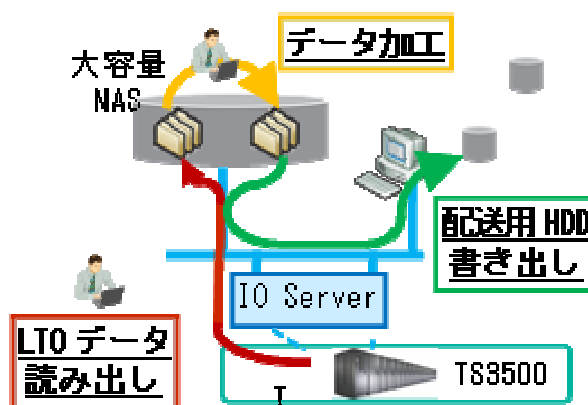 データ加工
大容量
NAS
配送用 HDD
書き出し
IO Server
LTO データ
読み出し
TS3500